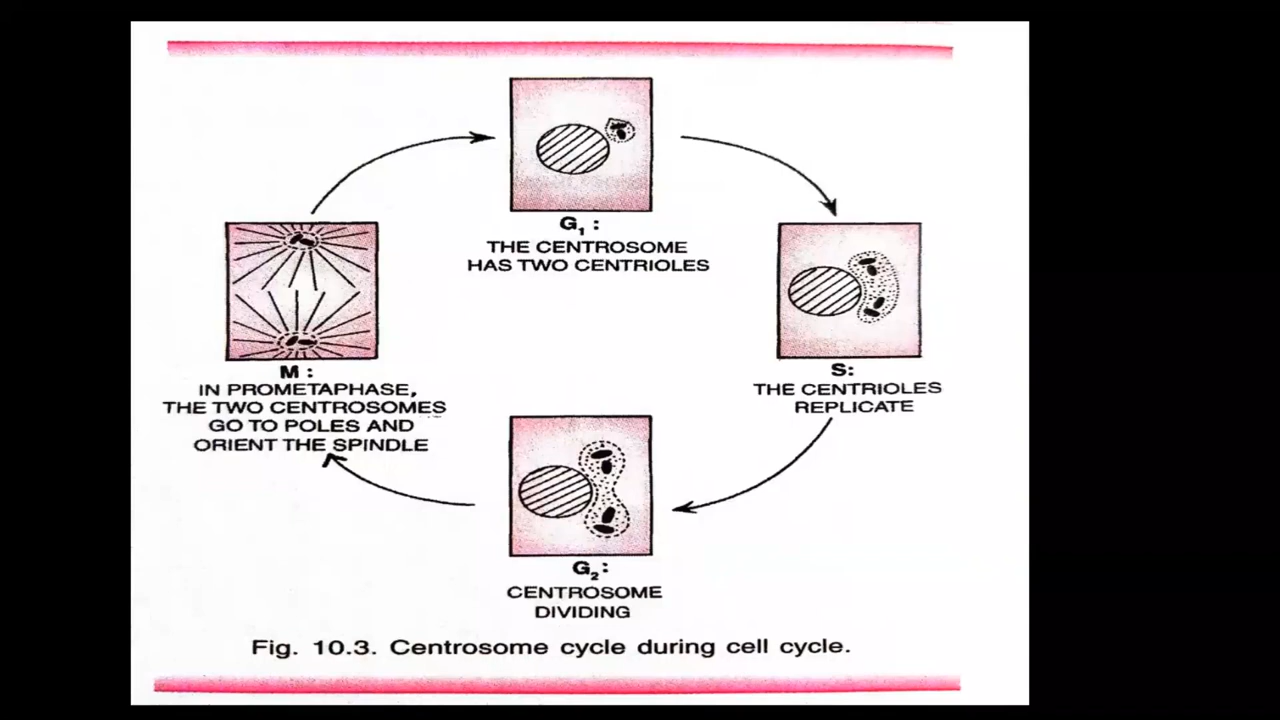 G₁ :
THE CENTROSOME
HAS TWO CENTRIOLES
S:
THE CENTRIOLES
REPLICATE
G₂:
CENTROSOME
DIVIDING
M :
IN PROMETAPHASE,
THE TWO CENTROSOMES
GO TO POLES AND
ORIENT THE SPINDLE
Fig. 10.3. Centrosome cycle during cell cycle.